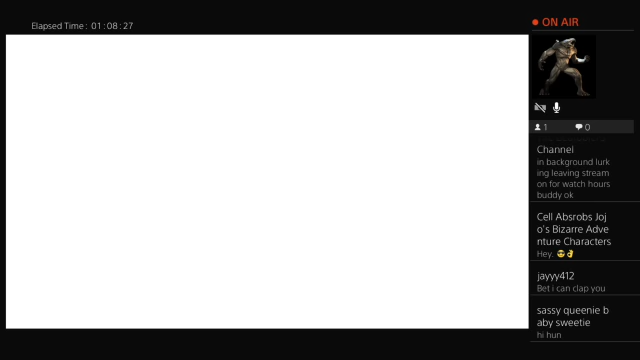 Elapsed Time : 01:08:27
ON AIR
1
0
Channel
in background lurk
ing leaving stream
on for watch hours
buddy ok
Cell Absrobs Joj
o's Bizarre Adve
nture Characters
Hey. 😎👌
jayyy412
Bet i can clap you
sassy queenie b
aby sweetie
hi hun